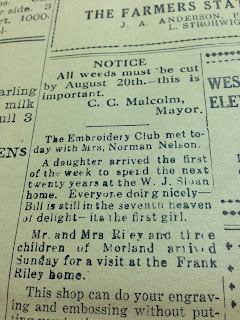 side. 3
1000.
arling
milk
ull 3
ENS
NOTICE
All weeds must be cut
by August 20th.—this is
important.
C. C. Malcolm,
Mayor.
The Embroidery Club met to-
day with Mrs, Norman Nelson.
A daughter arrived the first
of the week to spend the next
twenty years at the W. J. Sloan
home. Everyone doing nicely—
Bill is still in the seventh heaven
of delight—its the first girl.
Mr. and Mrs Riley and three
children of Morland arrived
Sunday for a visit at the Frank
Riley home.
This shop can do your engrav-
ing and embossing without put-
THE FARMERS STA
J. A. ANDERSON, P
L. STROHWIG
WES